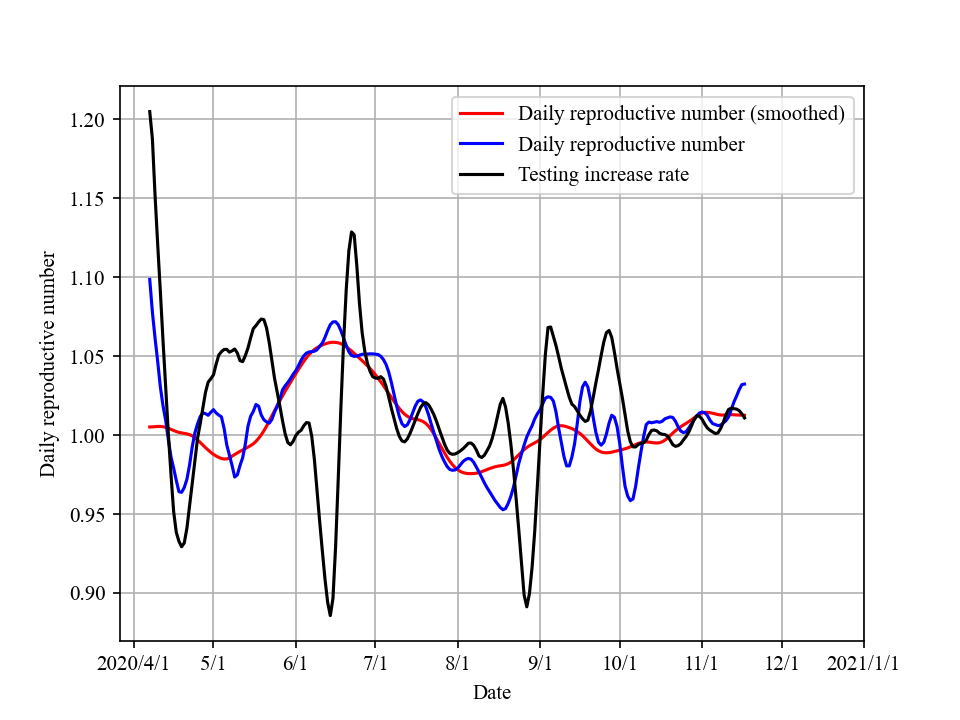 Daily reproductive number (smoothed)
Daily reproductive number
Testing increase rate
Daily reproductive number
1.20
1.15
1.10
1.05
1.00
0.95
0.90
2020/4/1 5/1 6/1 7/1 8/1 9/1 10/1 11/1 12/1 2021/1/1
Date